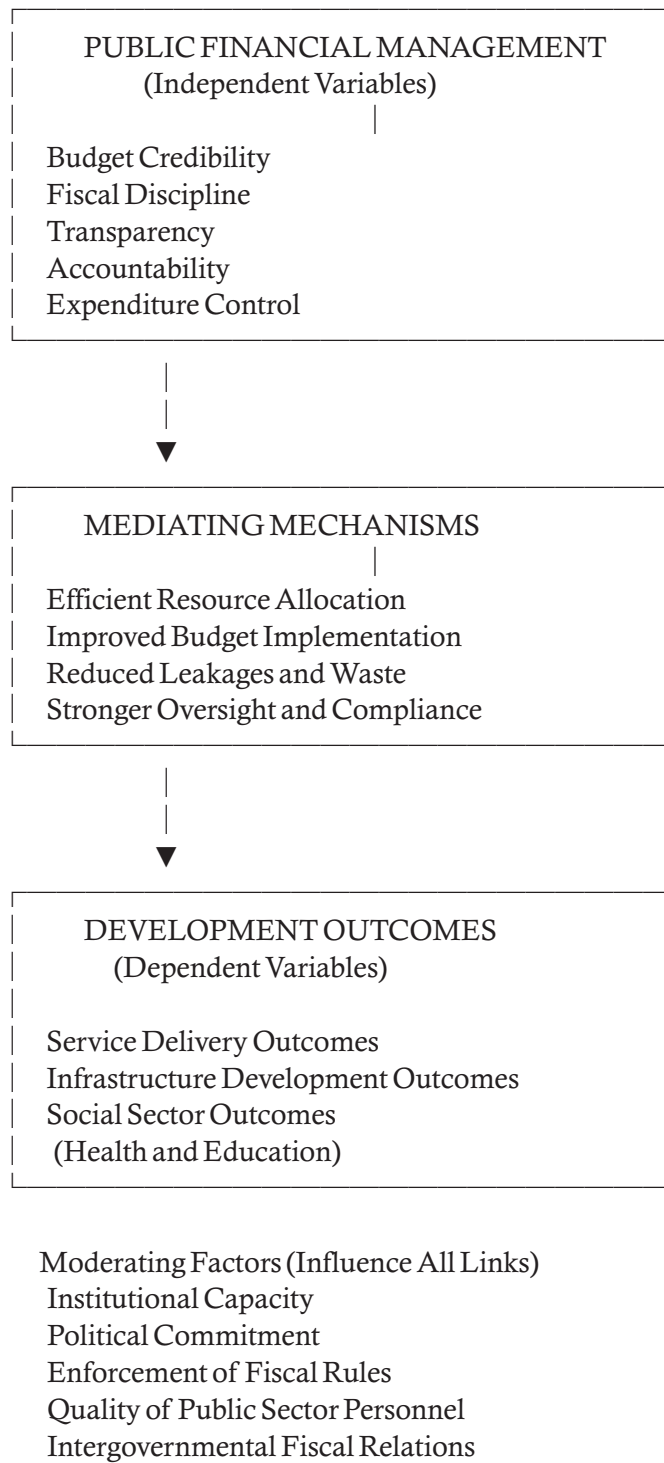 PUBLIC FINANCIAL MANAGEMENT
(Independent Variables)
Budget Credibility
Fiscal Discipline
Transparency
Accountability
Expenditure Control
MEDIATING MECHANISMS
Efficient Resource Allocation
Improved Budget Implementation
Reduced Leakages and Waste
Stronger Oversight and Compliance
DEVELOPMENT OUTCOMES
(Dependent Variables)
Service Delivery Outcomes
Infrastructure Development Outcomes
Social Sector Outcomes
(Health and Education)
Moderating Factors (Influence All Links)
Institutional Capacity
Political Commitment
Enforcement of Fiscal Rules
Quality of Public Sector Personnel
Intergovernmental Fiscal Relations